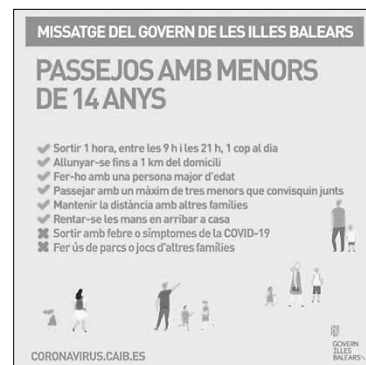 MISSATGE DEL GOVERN DE LES ILLES BALEARS
PASSEJOS AMB MENORS
DE 14 ANYS
Sortir 1 hora, entre les 9 h i les 21 h, 1 cop al dia
Allunyar-se fins a 1 km del domicili
Fer-ho amb una persona major d'edat
Passejar amb un màxim de tres menors que convisquin junts
Mantenir la distància amb altres famílies
Rentar-se les mans en arribar a casa
Sortir amb febre o símptomes de la COVID-19
Fer ús de parcs o jocs d'altres famílies
CORONAVIRUS.CAIB.ES
GOVERN
ILLES
BALEARS